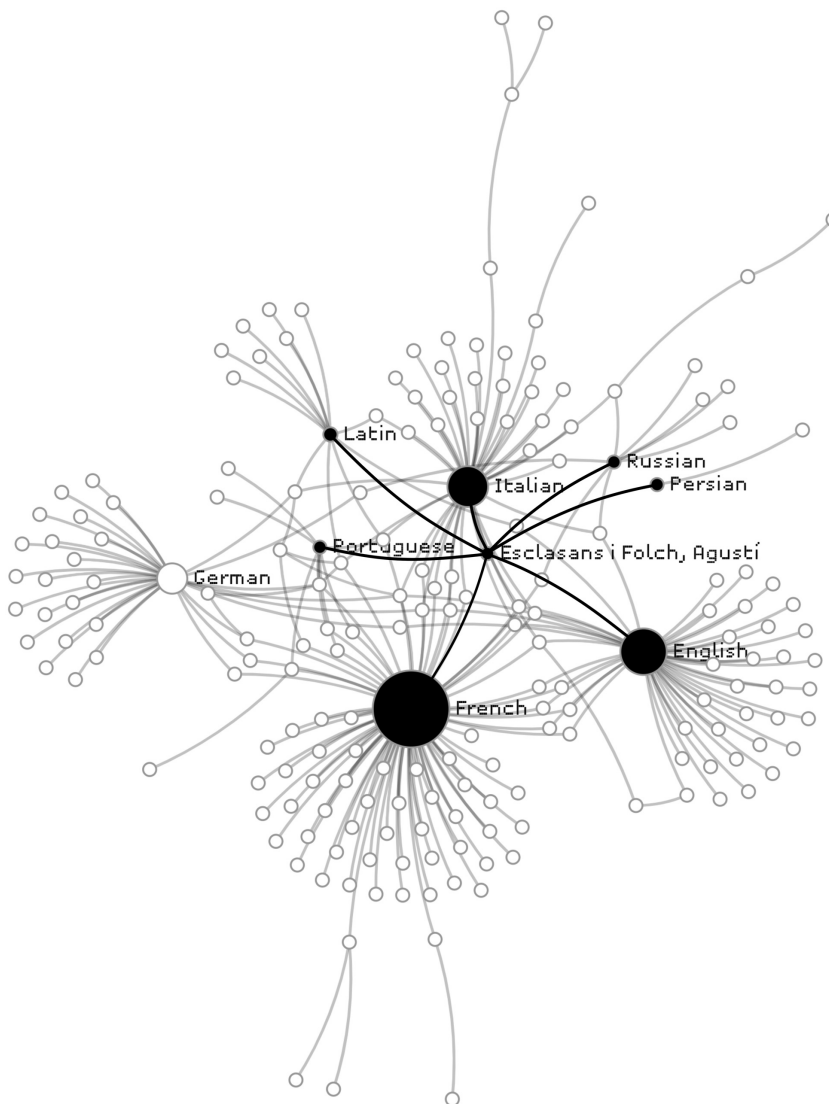 Latin
Russian
Italian
Persian
Portuguese
Esclasans i Folch, Agustí
German
English
French